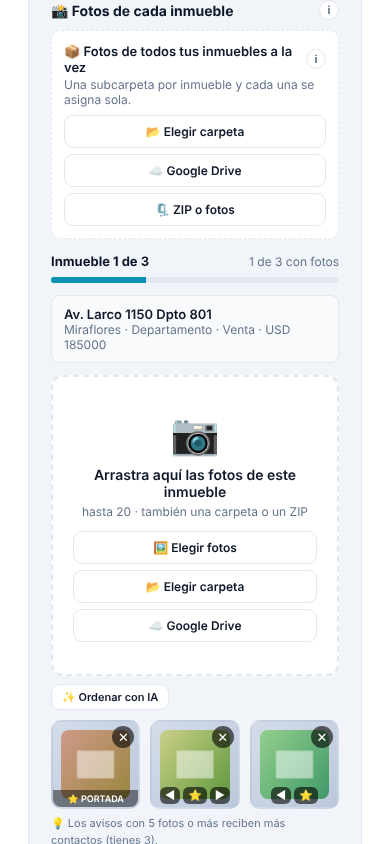 📸 Fotos de cada inmueble
i
📦 Fotos de todos tus inmuebles a la
vez
i
Una subcarpeta por inmueble y cada una se
asigna sola.
📂 Elegir carpeta
☁️ Google Drive
🗜️ ZIP o fotos
Inmueble 1 de 3
1 de 3 con fotos
Av. Larco 1150 Dpto 801
Miraflores · Departamento · Venta · USD
185000
Arrastra aquí las fotos de este
inmueble
hasta 20 · también una carpeta o un ZIP
🖼️ Elegir fotos
📂 Elegir carpeta
☁️ Google Drive
✨ Ordenar con IA
⭐ PORTADA
💡 Los avisos con 5 fotos o más reciben más
contactos (tienes 3).